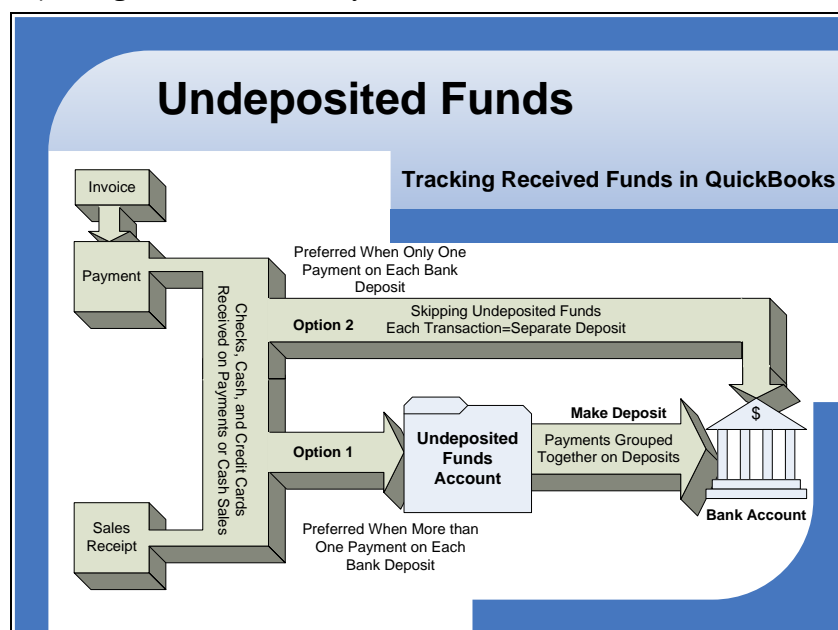 Undeposited Funds
Tracking Received Funds in QuickBooks
Invoice
Payment
Preferred When Only One
Payment on Each Bank
Deposit
Checks, Cash, and Credit Cards
Received on Payments or Cash Sales
Option 2
Skipping Undeposited Funds
Each Transaction=Separate Deposit
Option 1
Undeposited
Funds
Account
Make Deposit
Payments Grouped
Together on Deposits
$
Bank Account
Sales
Receipt
Preferred When More than
One Payment on Each
Bank Deposit